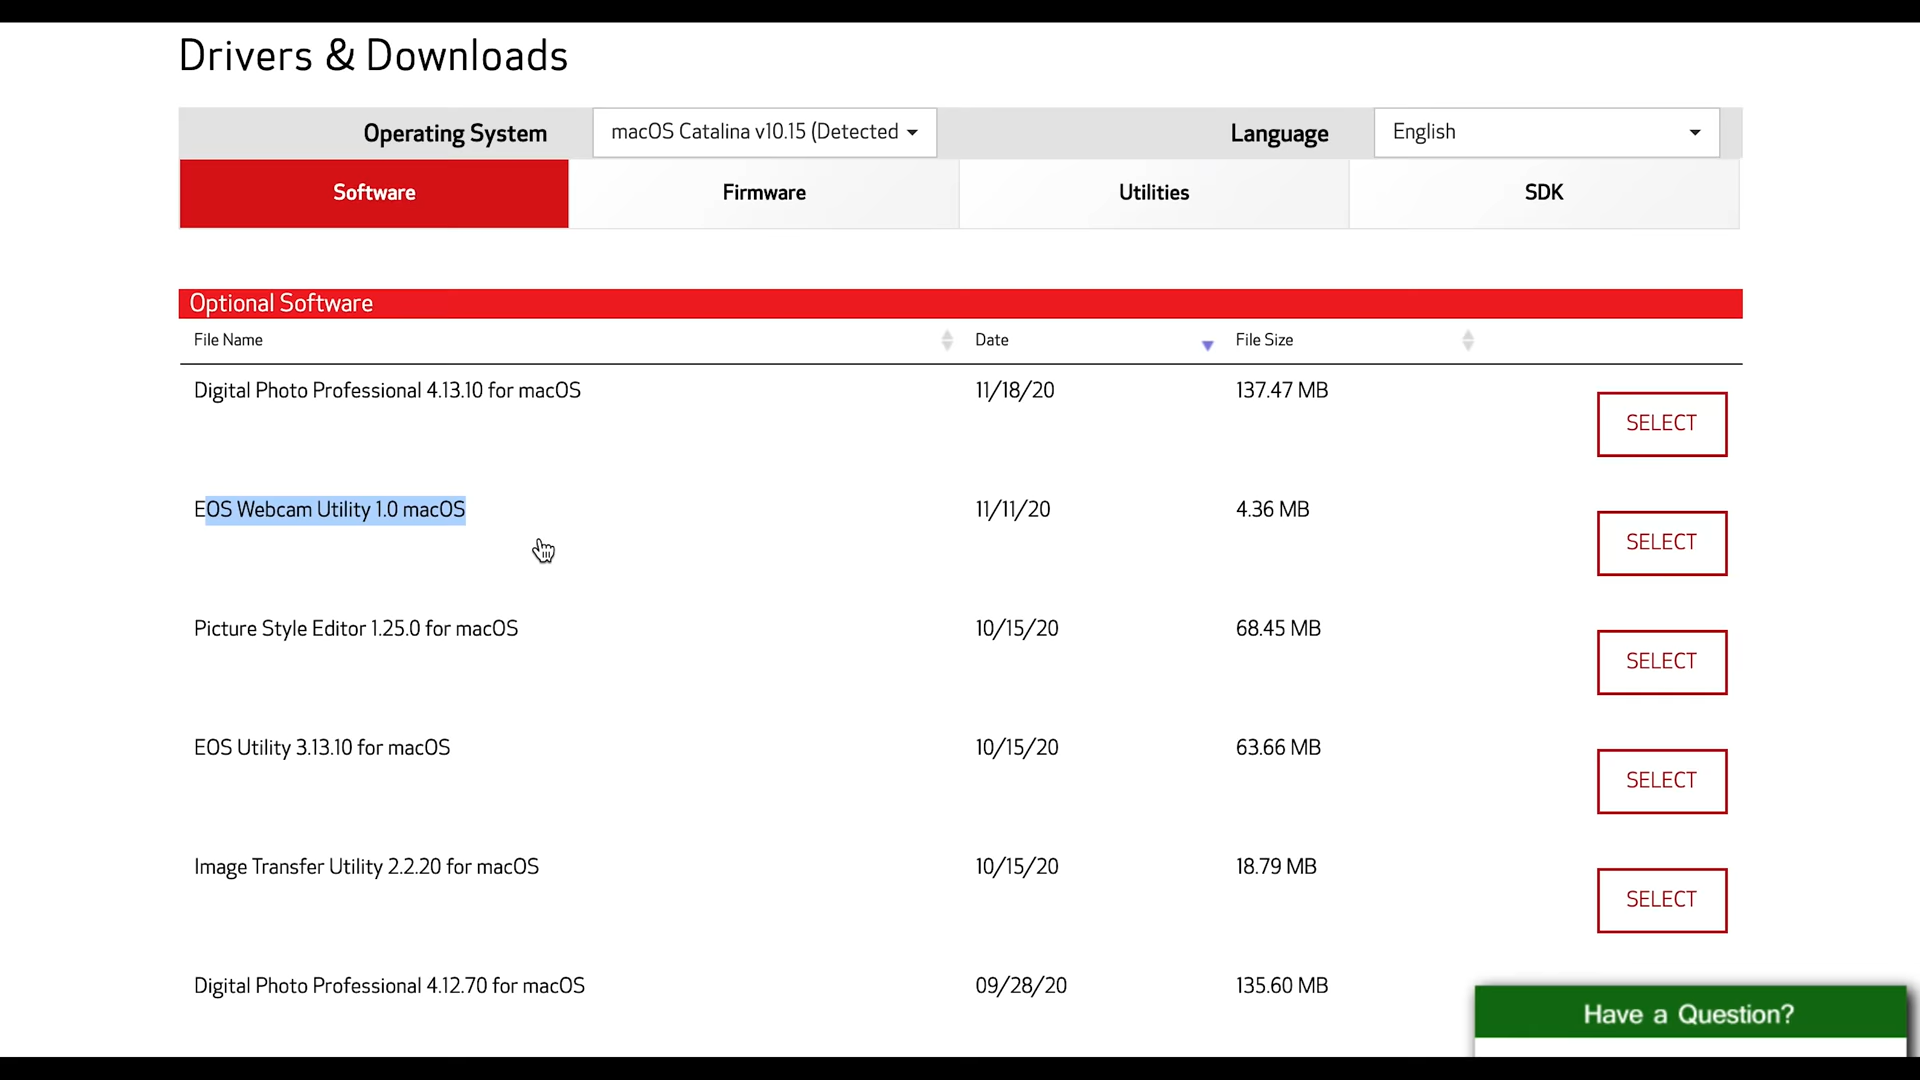 Drivers & Downloads
Operating System macOS Catalina v10.15 (Detected Language English
Software Firmware Utilities SDK
Optional Software
File Name Date File Size
Digital Photo Professional 4.13.10 for macOS 11/18/20 137.47 MB
SELECT
EOS Webcam Utility 1.0 macOS 11/11/20 4.36 MB
SELECT
Picture Style Editor 1.25.0 for macOS 10/15/20 68.45 MB
SELECT
EOS Utility 3.13.10 for macOS 10/15/20 63.66 MB
SELECT
Image Transfer Utility 2.2.20 for macOS 10/15/20 18.79 MB
SELECT
Digital Photo Professional 4.12.70 for macOS 09/28/20 135.60 MB
Have a Question?